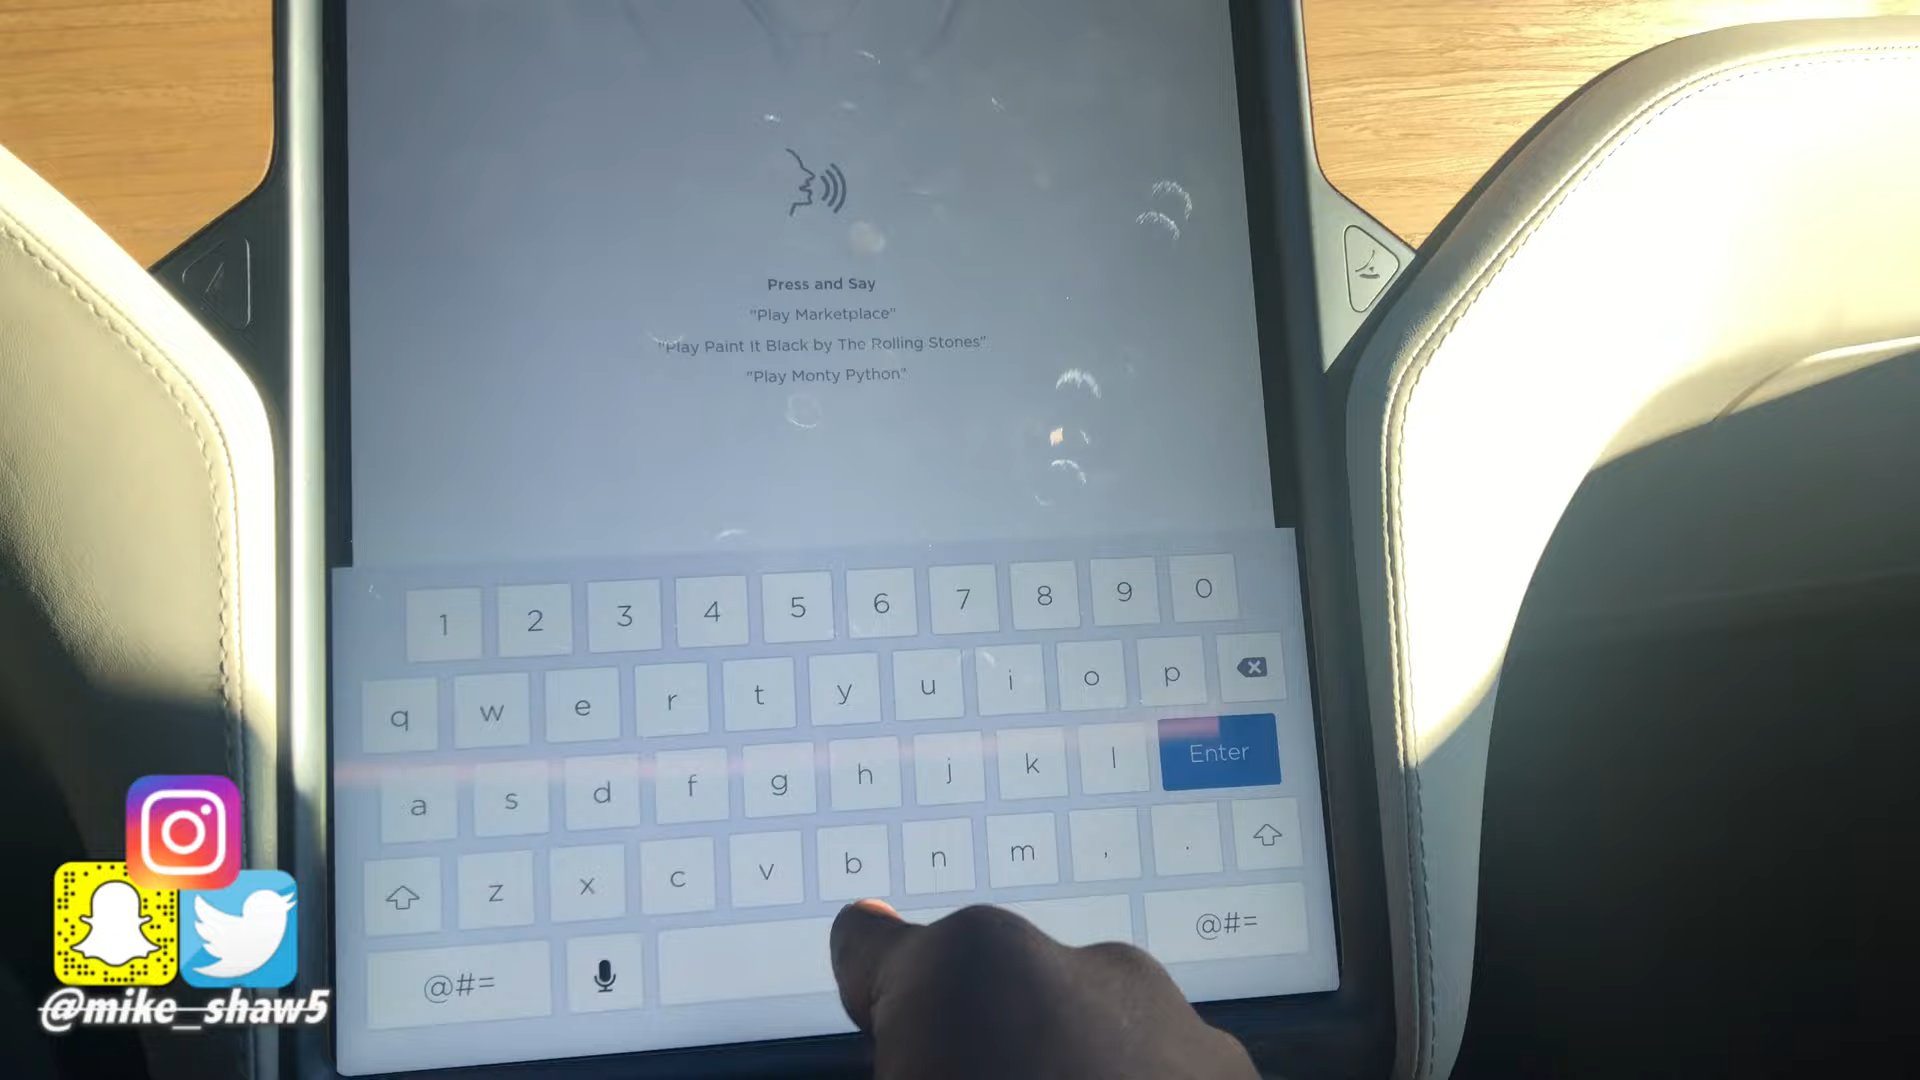 Press and Say
"Play Marketplace"
"Play Paint It Black by The Rolling Stones"
"Play Monty Python"
1 2 3 4 5 6 7 8 9 0
q w e r t y u i o p
a s d f g h j k l Enter
z x c v b n m , .
@#= @#=
@mike_shaw5